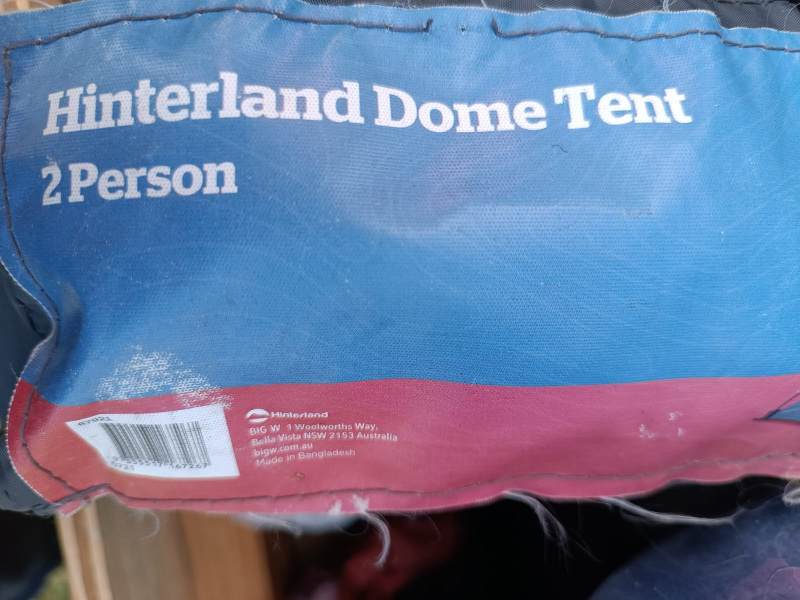 Hinterland Dome Tent
2 Person
67921
Hinterland
BIG W 1 Woolworths Way,
Bella Vista NSW 2153 Australia
bigw.com.au
Made in Bangladesh